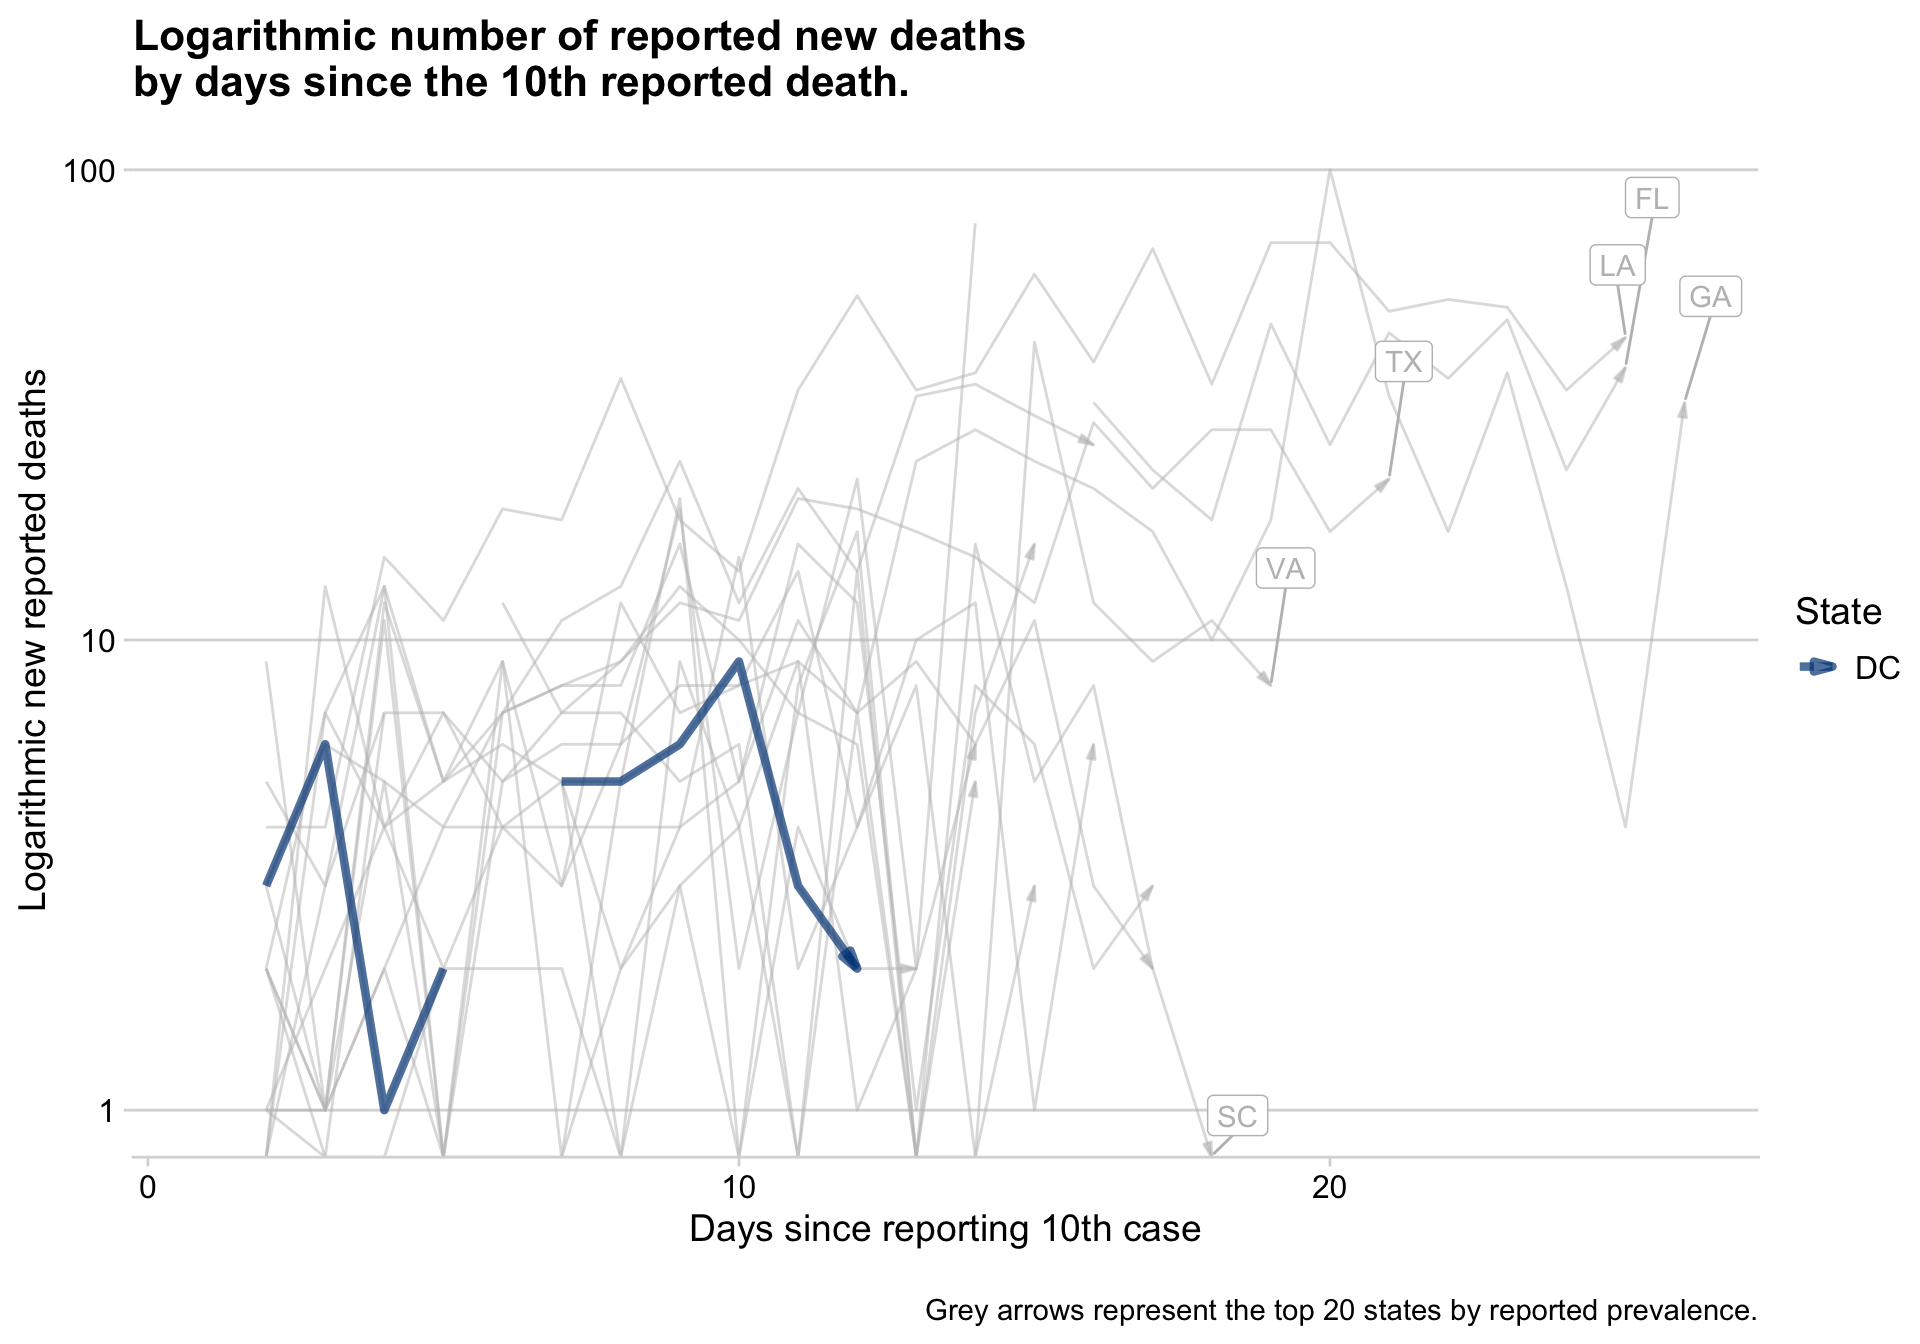 Logarithmic number of reported new deaths
by days since the 10th reported death.
100
FL
LA
GA
TX
Logarithmic new reported deaths
VA
State
10
DC
1
SC
0
10
20
Days since reporting 10th case
Grey arrows represent the top 20 states by reported prevalence.